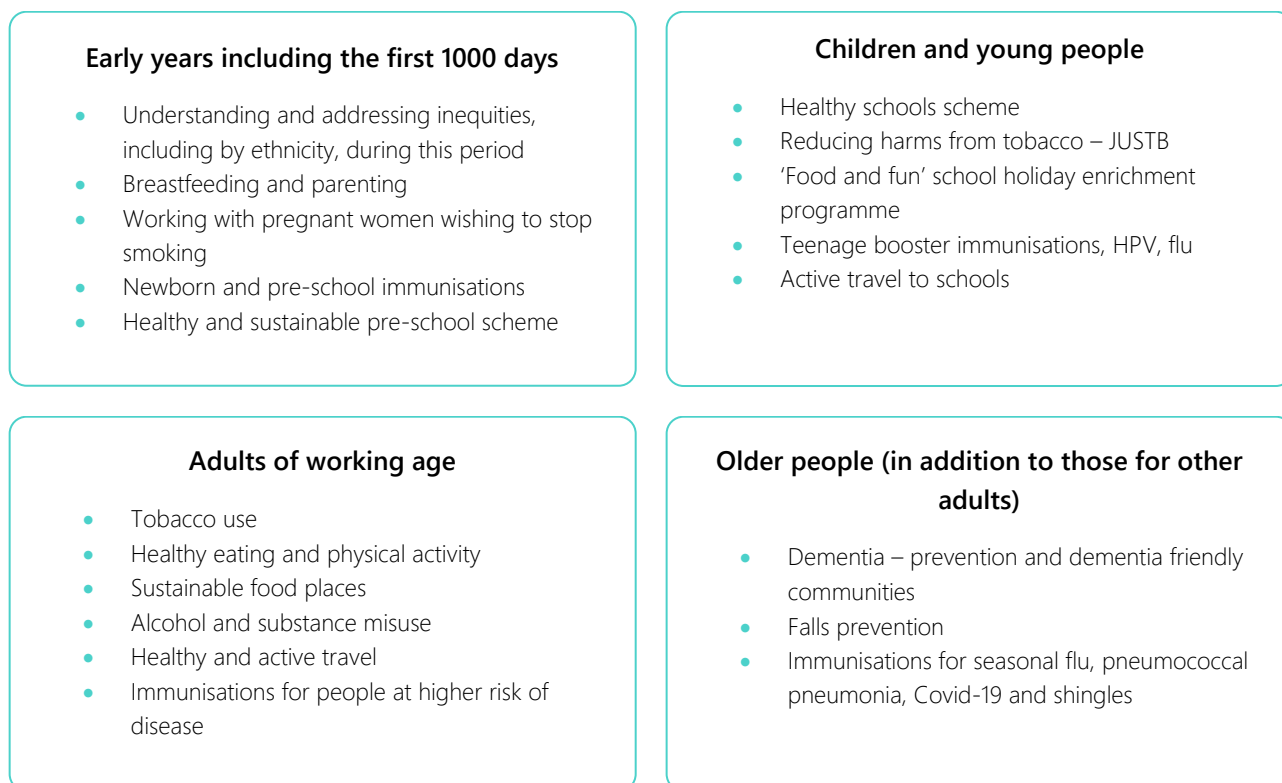 Early years including the first 1000 days
• Understanding and addressing inequities,
including by ethnicity, during this period
• Breastfeeding and parenting
• Working with pregnant women wishing to stop
smoking
• Newborn and pre-school immunisations
• Healthy and sustainable pre-school scheme
Children and young people
• Healthy schools scheme
• Reducing harms from tobacco – JUSTB
• ‘Food and fun’ school holiday enrichment
programme
• Teenage booster immunisations, HPV, flu
• Active travel to schools
Adults of working age
• Tobacco use
• Healthy eating and physical activity
• Sustainable food places
• Alcohol and substance misuse
• Healthy and active travel
• Immunisations for people at higher risk of
disease
Older people (in addition to those for other
adults)
• Dementia – prevention and dementia friendly
communities
• Falls prevention
• Immunisations for seasonal flu, pneumococcal
pneumonia, Covid-19 and shingles